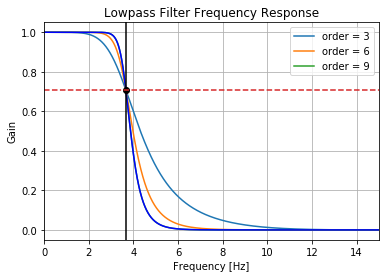 Lowpass Filter Frequency Response
order = 3
order = 6
order = 9
1.0
0.8
0.6
0.4
0.2
0.0
Gain
0 2 4 6 8 10 12 14
Frequency [Hz]